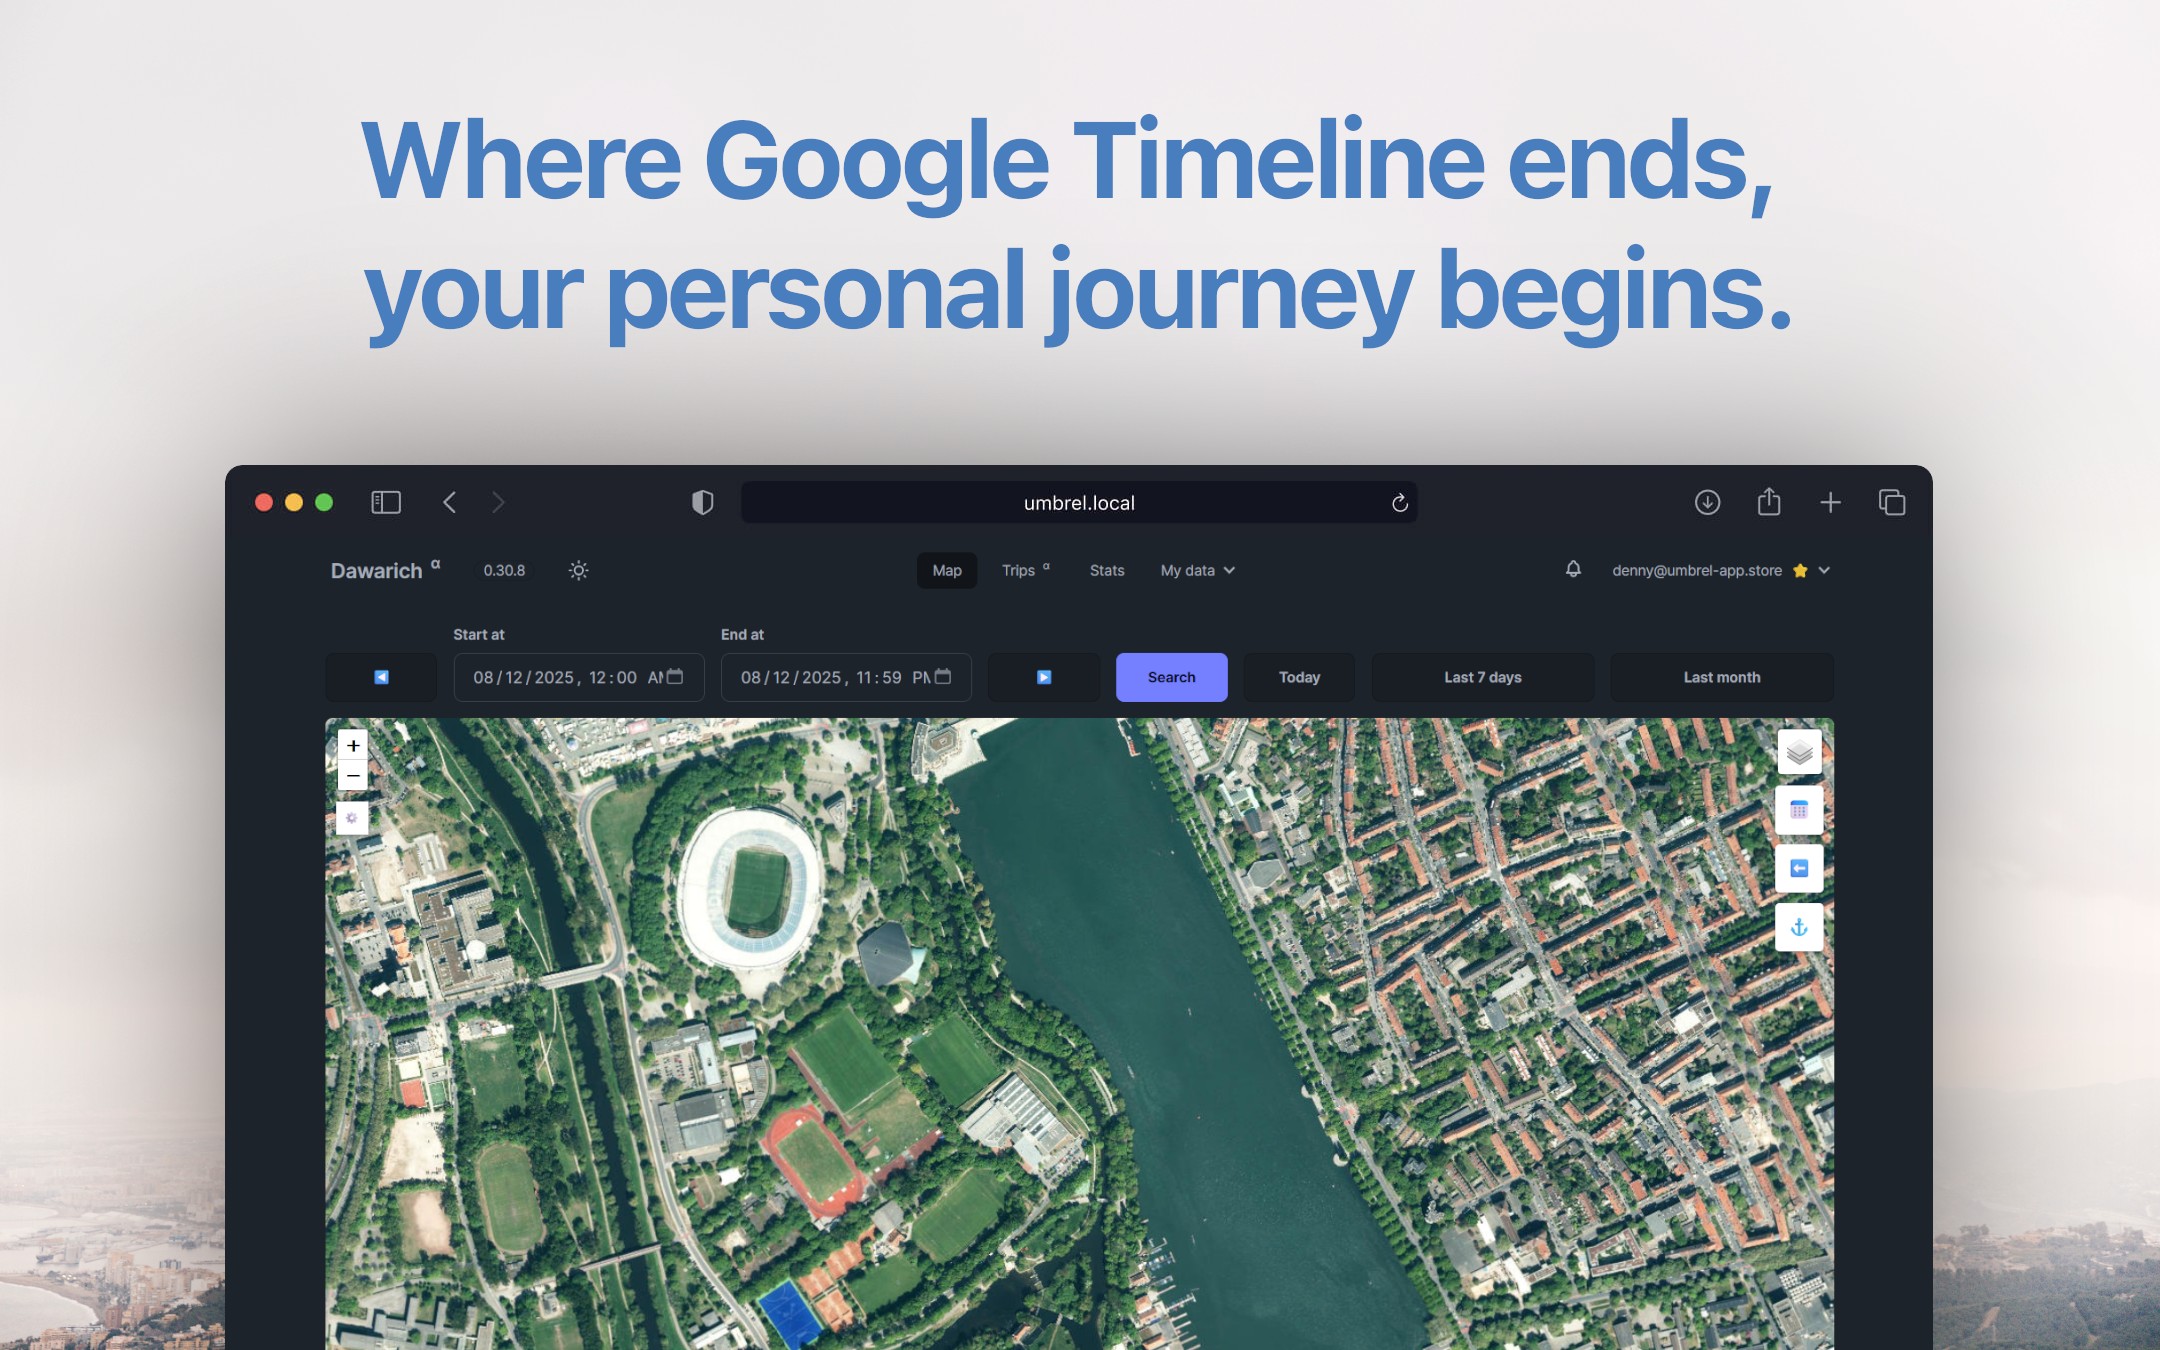 Where Google Timeline ends,
your personal journey begins.
umbrel.local
Dawarich α
0.30.8
Map
Trips α
Stats
My data
denny@umbrel-app.store
Start at
End at
08/12/2025, 12:00 AM
08/12/2025, 11:59 PM
Search
Today
Last 7 days
Last month
+
−